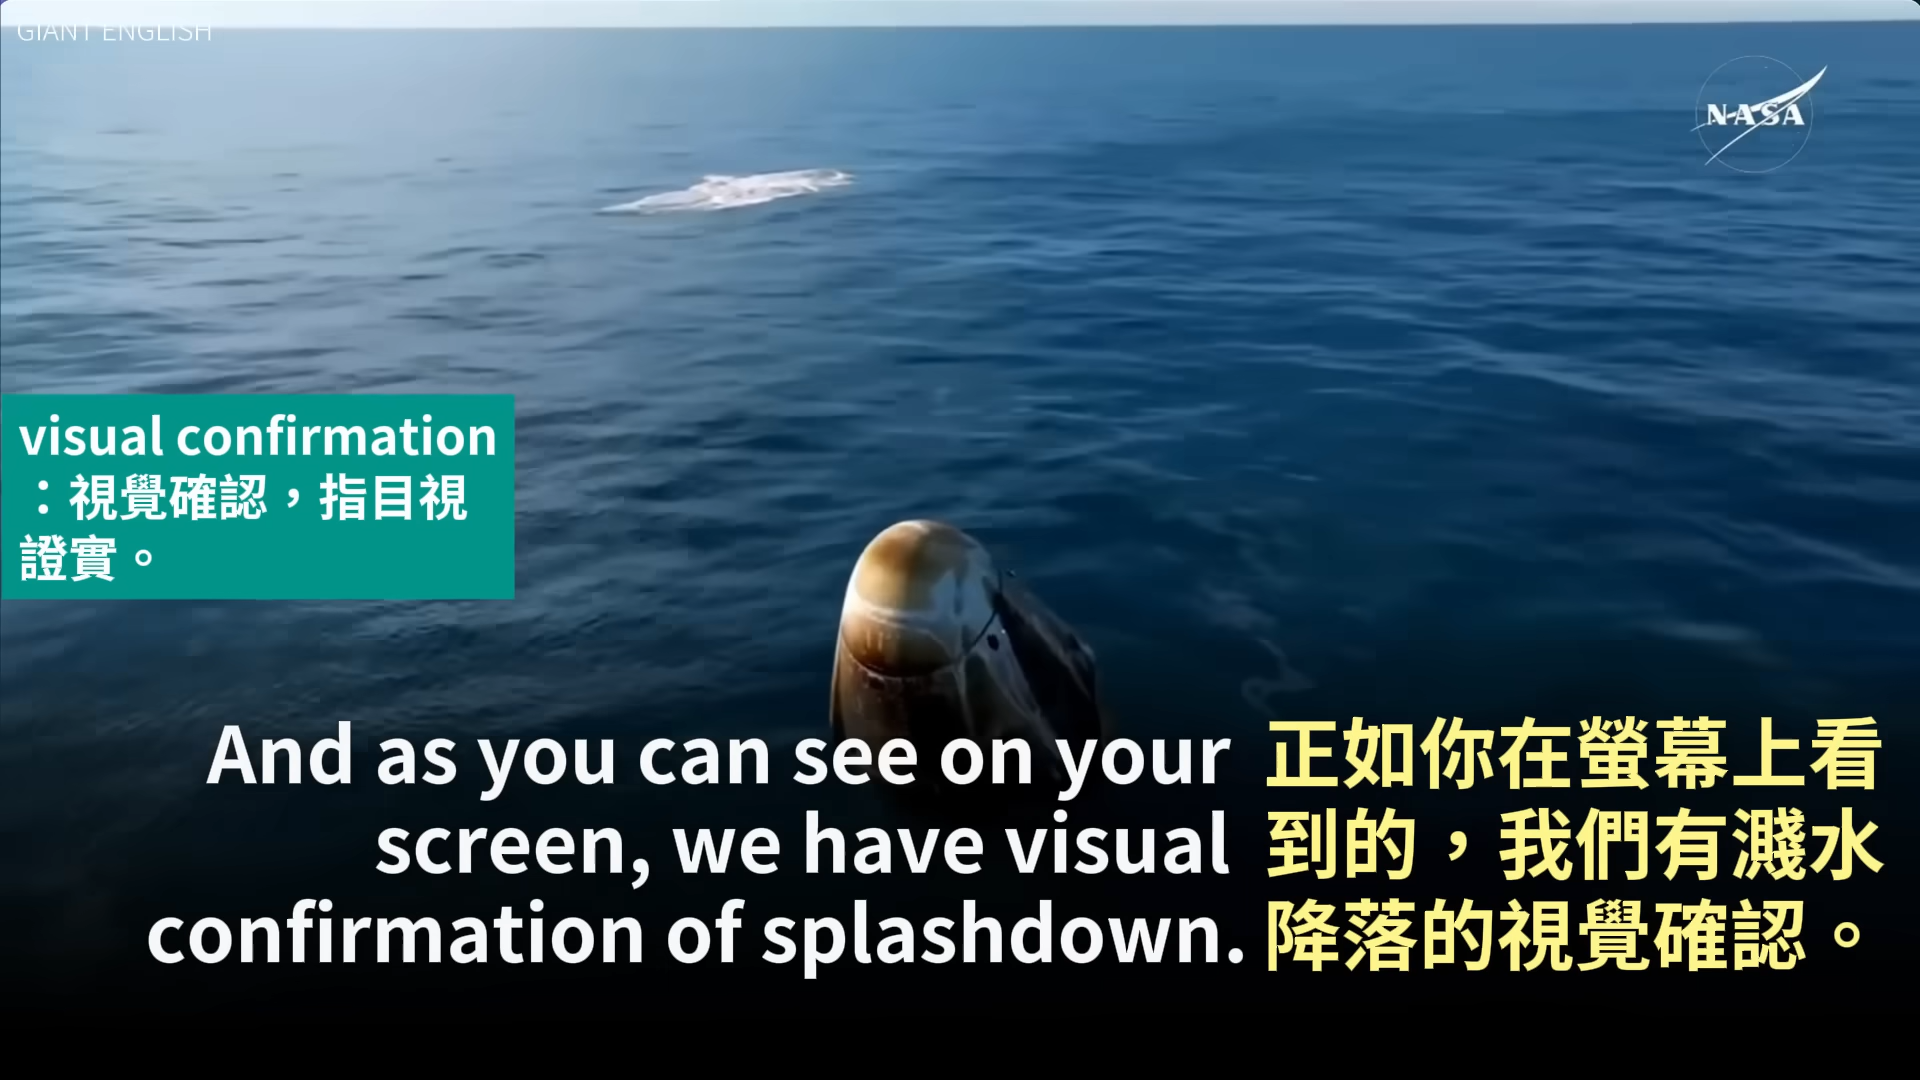 GIANT ENGLISH
NASA
visual confirmation
：視覺確認，指目視
證實。
And as you can see on your
screen, we have visual
confirmation of splashdown.
正如你在螢幕上看
到的，我們有濺水
降落的視覺確認。